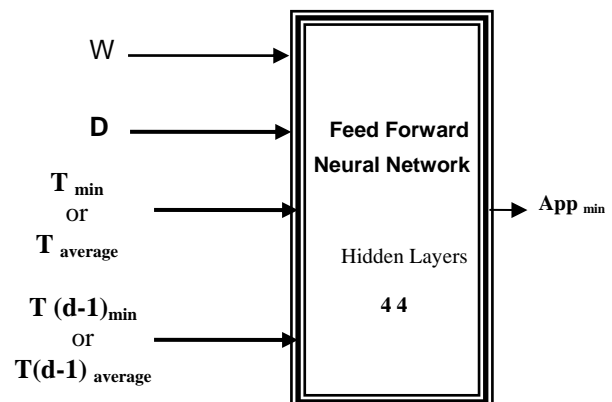 W
D
T min
or
T average
T (d-1)min
or
T(d-1) average
Feed Forward
Neural Network
Hidden Layers
4 4
App min